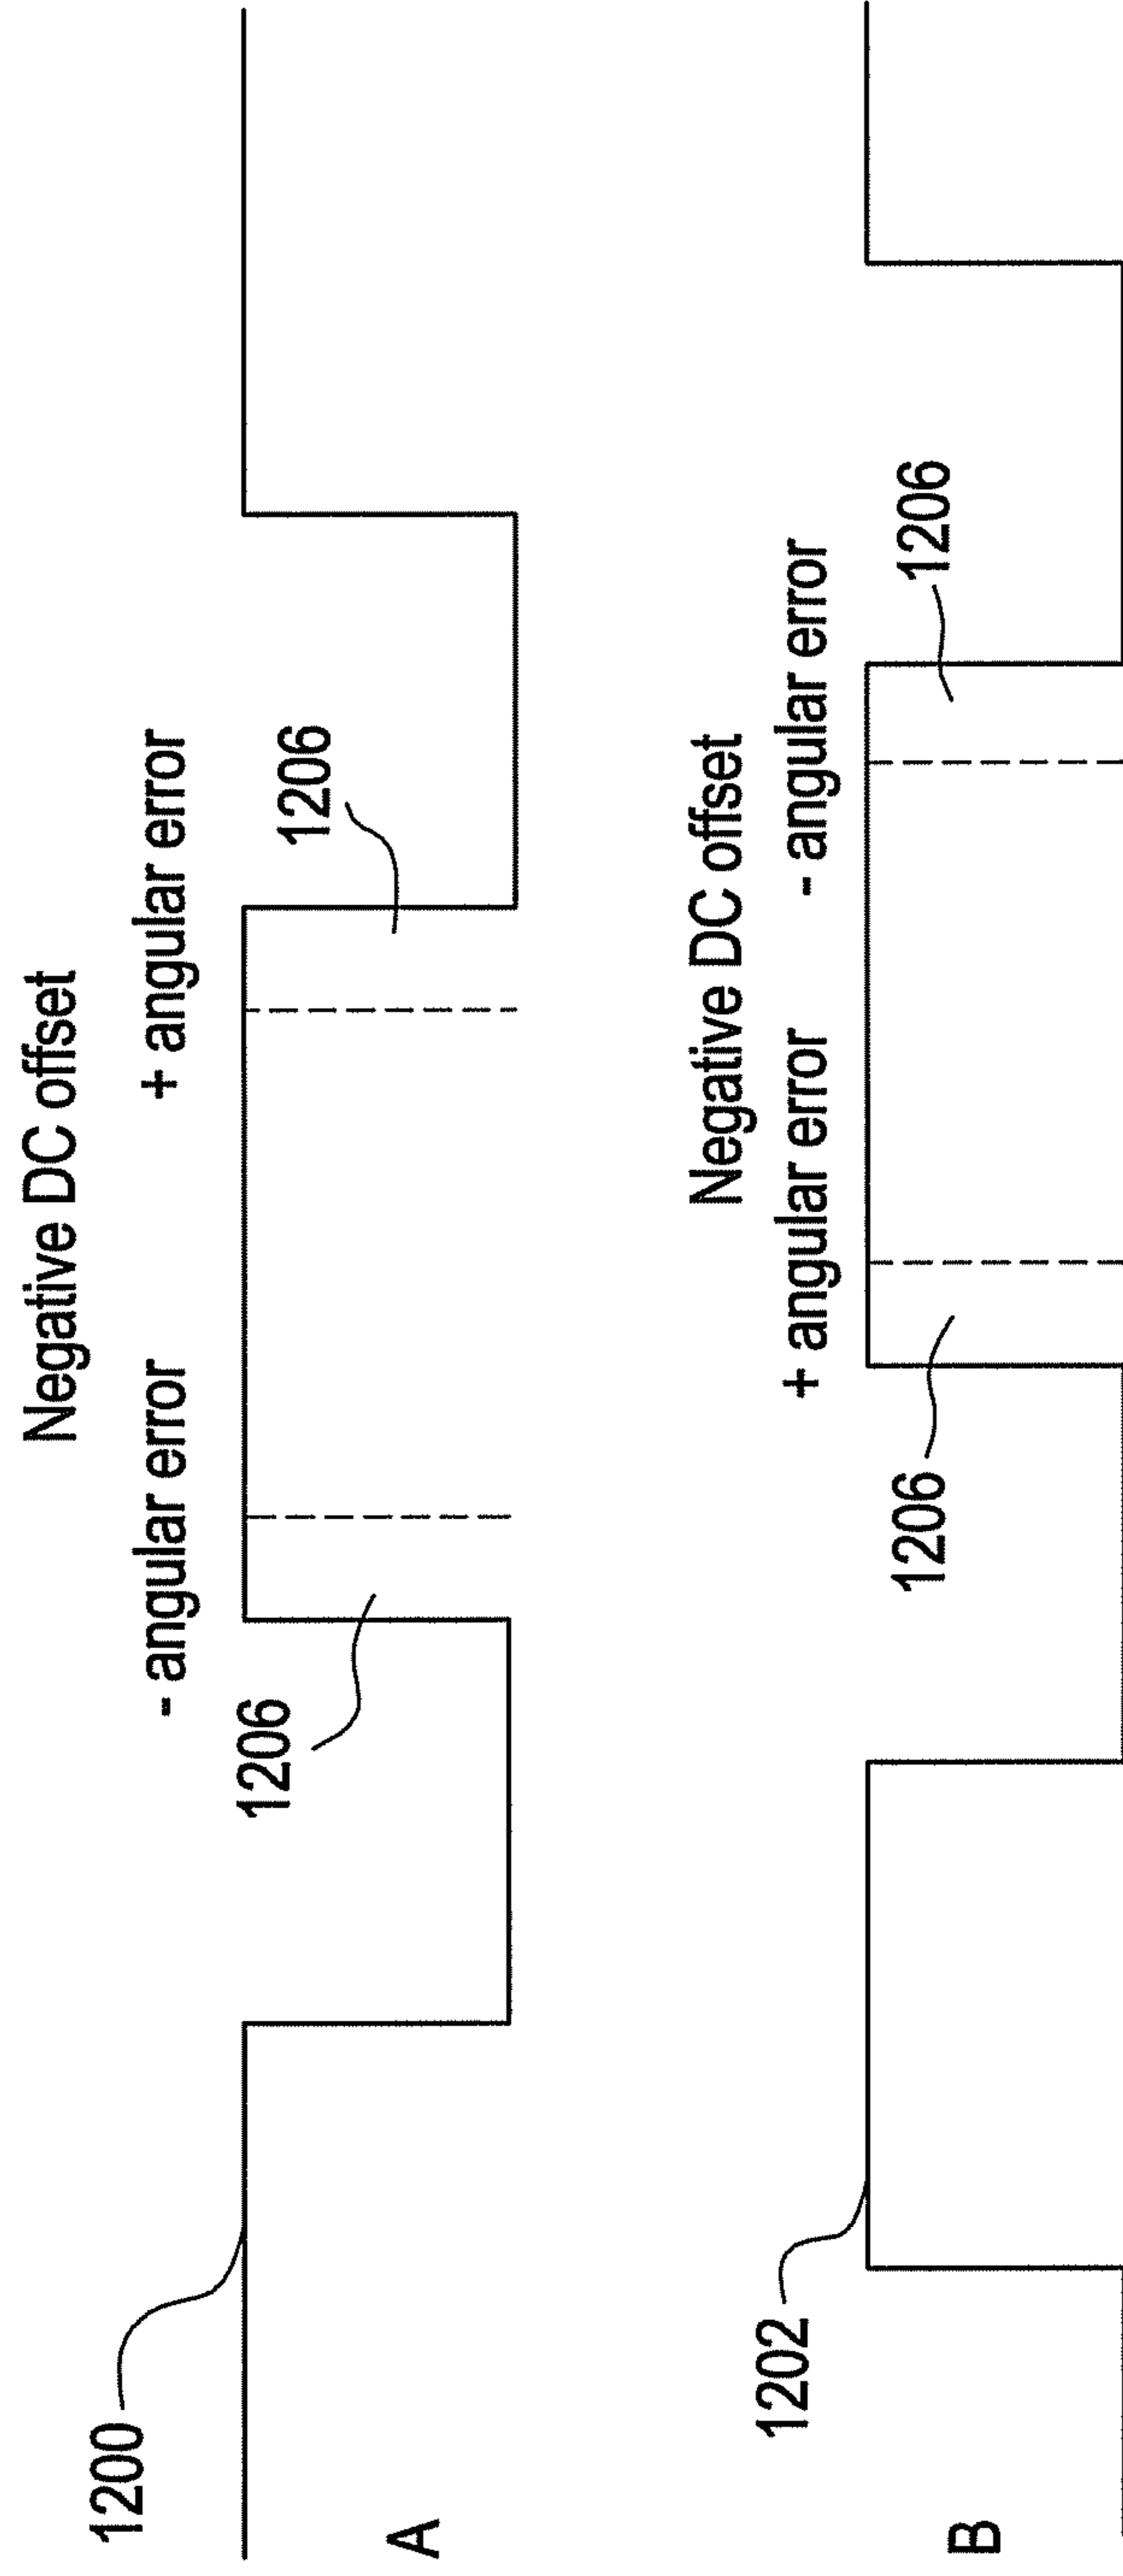 Negative DC offset
- angular error
+ angular error
1200
1206
1206
A
Negative DC offset
+ angular error
- angular error
1202
1206
1206
B